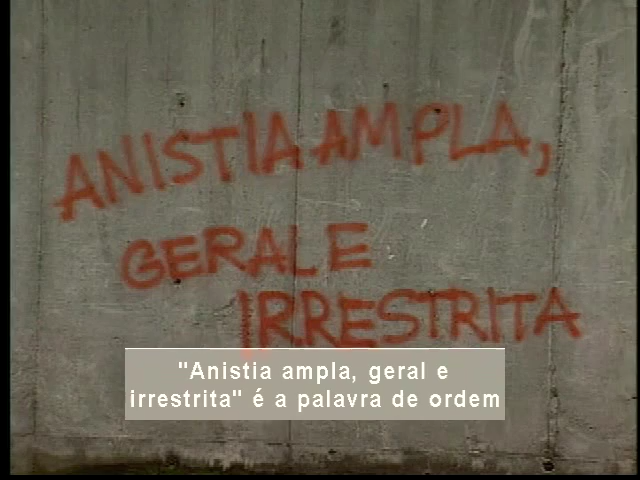 ANISTIA AMPLA,
GERAL E
IRRESTRITA
"Anistia ampla, geral e
irrestrita" é a palavra de ordem